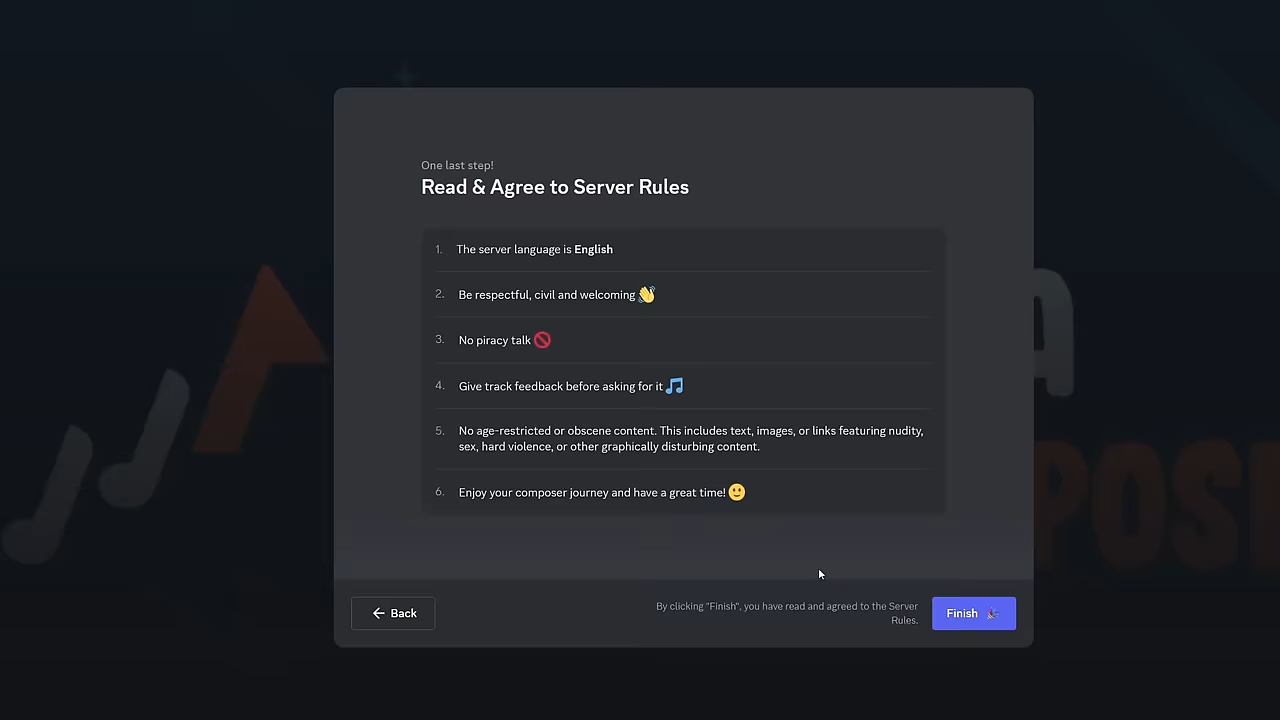 One last step!
Read & Agree to Server Rules
1. The server language is English
2. Be respectful, civil and welcoming 👋
3. No piracy talk 🚫
4. Give track feedback before asking for it 🎵
5. No age-restricted or obscene content. This includes text, images, or links featuring nudity,
sex, hard violence, or other graphically disturbing content.
6. Enjoy your composer journey and have a great time! 🙂
← Back
By clicking "Finish", you have read and agreed to the Server
Rules.
Finish 🎉